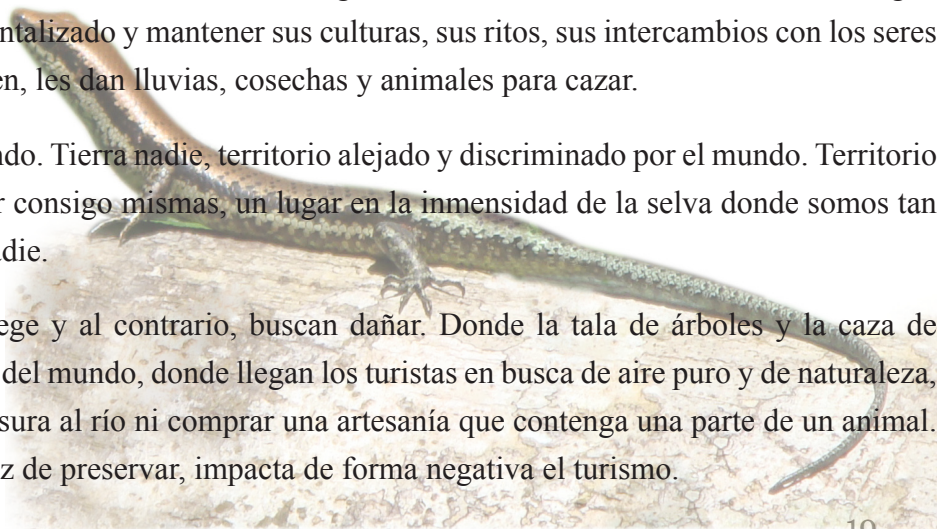 ntalizado y mantener sus culturas, sus ritos, sus intercambios con los seres
en, les dan lluvias, cosechas y animales para cazar.
ndo. Tierra nadie, territorio alejado y discriminado por el mundo. Territorio
r consigo mismas, un lugar en la inmensidad de la selva donde somos tan
die.
ege y al contrario, buscan dañar. Donde la tala de árboles y la caza de
del mundo, donde llegan los turistas en busca de aire puro y de naturaleza,
sura al río ni comprar una artesanía que contenga una parte de un animal.
z de preservar, impacta de forma negativa el turismo.